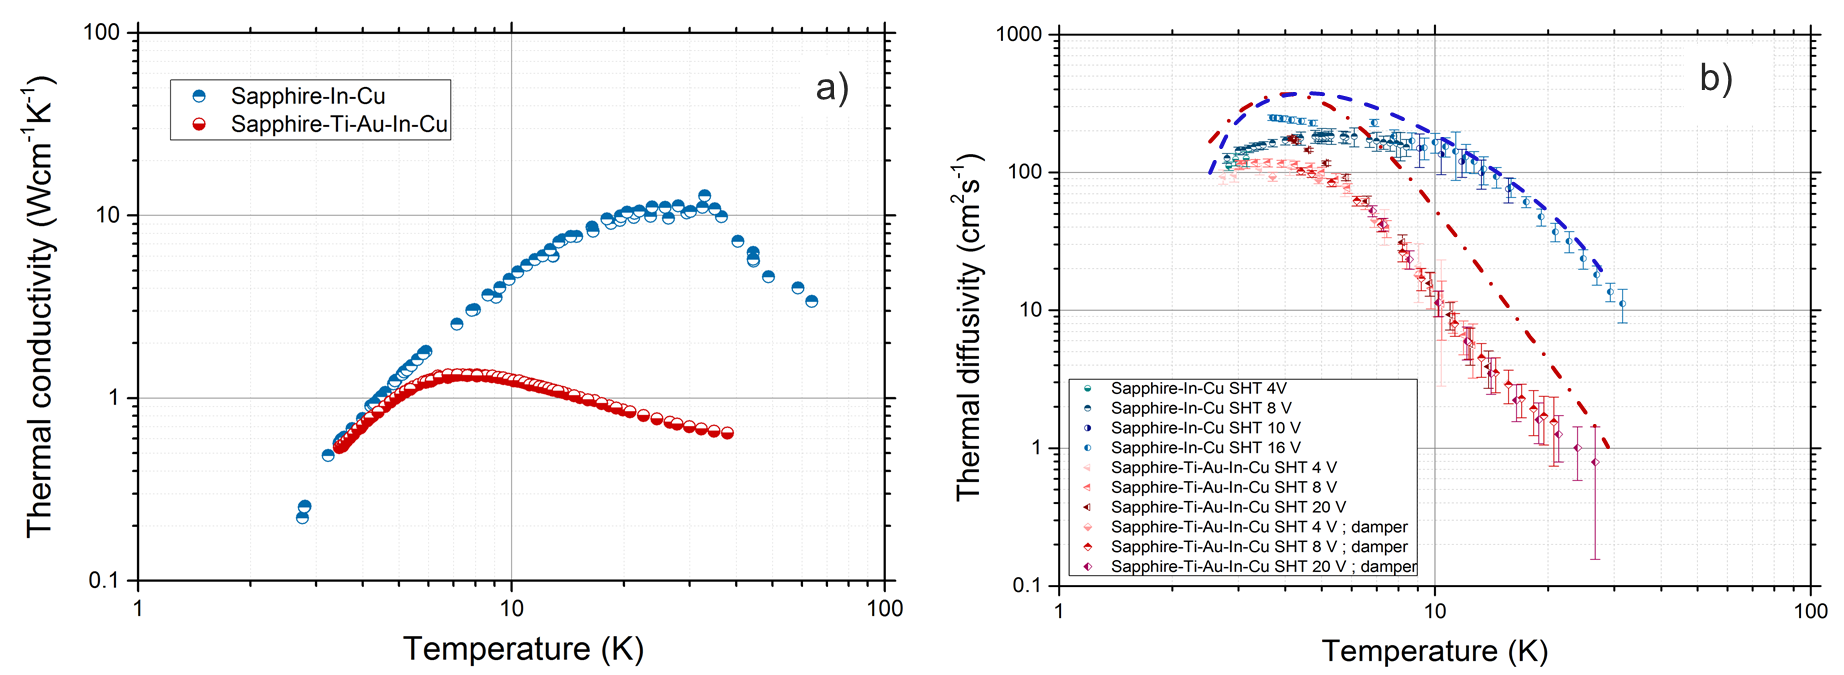 a)
Sapphire-In-Cu
Sapphire-Ti-Au-In-Cu
Thermal conductivity (Wcm⁻¹K⁻¹)
100
10
1
0.1
1
10
100
Temperature (K)
b)
Thermal diffusivity (cm²s⁻¹)
1000
100
10
1
0.1
Sapphire-In-Cu SHT 4V
Sapphire-In-Cu SHT 8 V
Sapphire-In-Cu SHT 10 V
Sapphire-In-Cu SHT 16 V
Sapphire-Ti-Au-In-Cu SHT 4 V
Sapphire-Ti-Au-In-Cu SHT 8 V
Sapphire-Ti-Au-In-Cu SHT 20 V
Sapphire-Ti-Au-In-Cu SHT 4 V ; damper
Sapphire-Ti-Au-In-Cu SHT 8 V ; damper
Sapphire-Ti-Au-In-Cu SHT 20 V ; damper
1
10
100
Temperature (K)